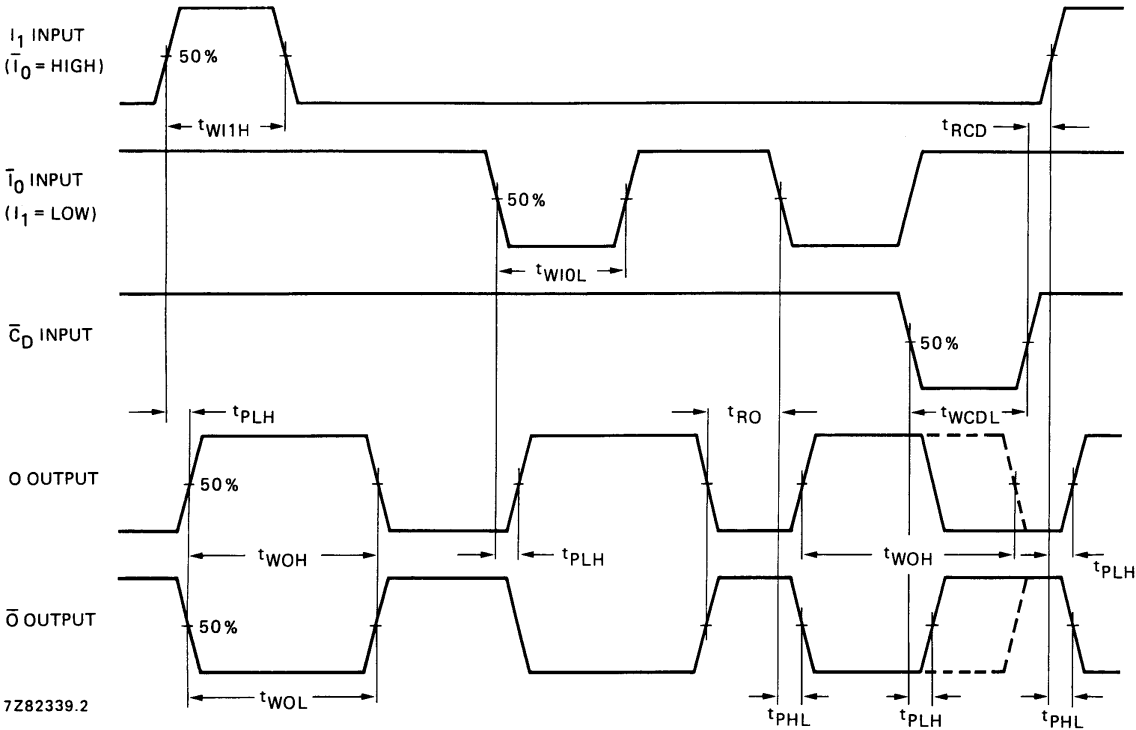 I1 INPUT
(Ī0 = HIGH)
50%
tWI1H
tRCD
Ī0 INPUT
(I1 = LOW)
50%
tWI0L
C̄D INPUT
50%
tPLH
tRO
tWCDL
O OUTPUT
50%
tWOH
tPLH
tWOH
tPLH
Ō OUTPUT
50%
tWOL
tPHL
tPLH
tPHL
7Z82339.2